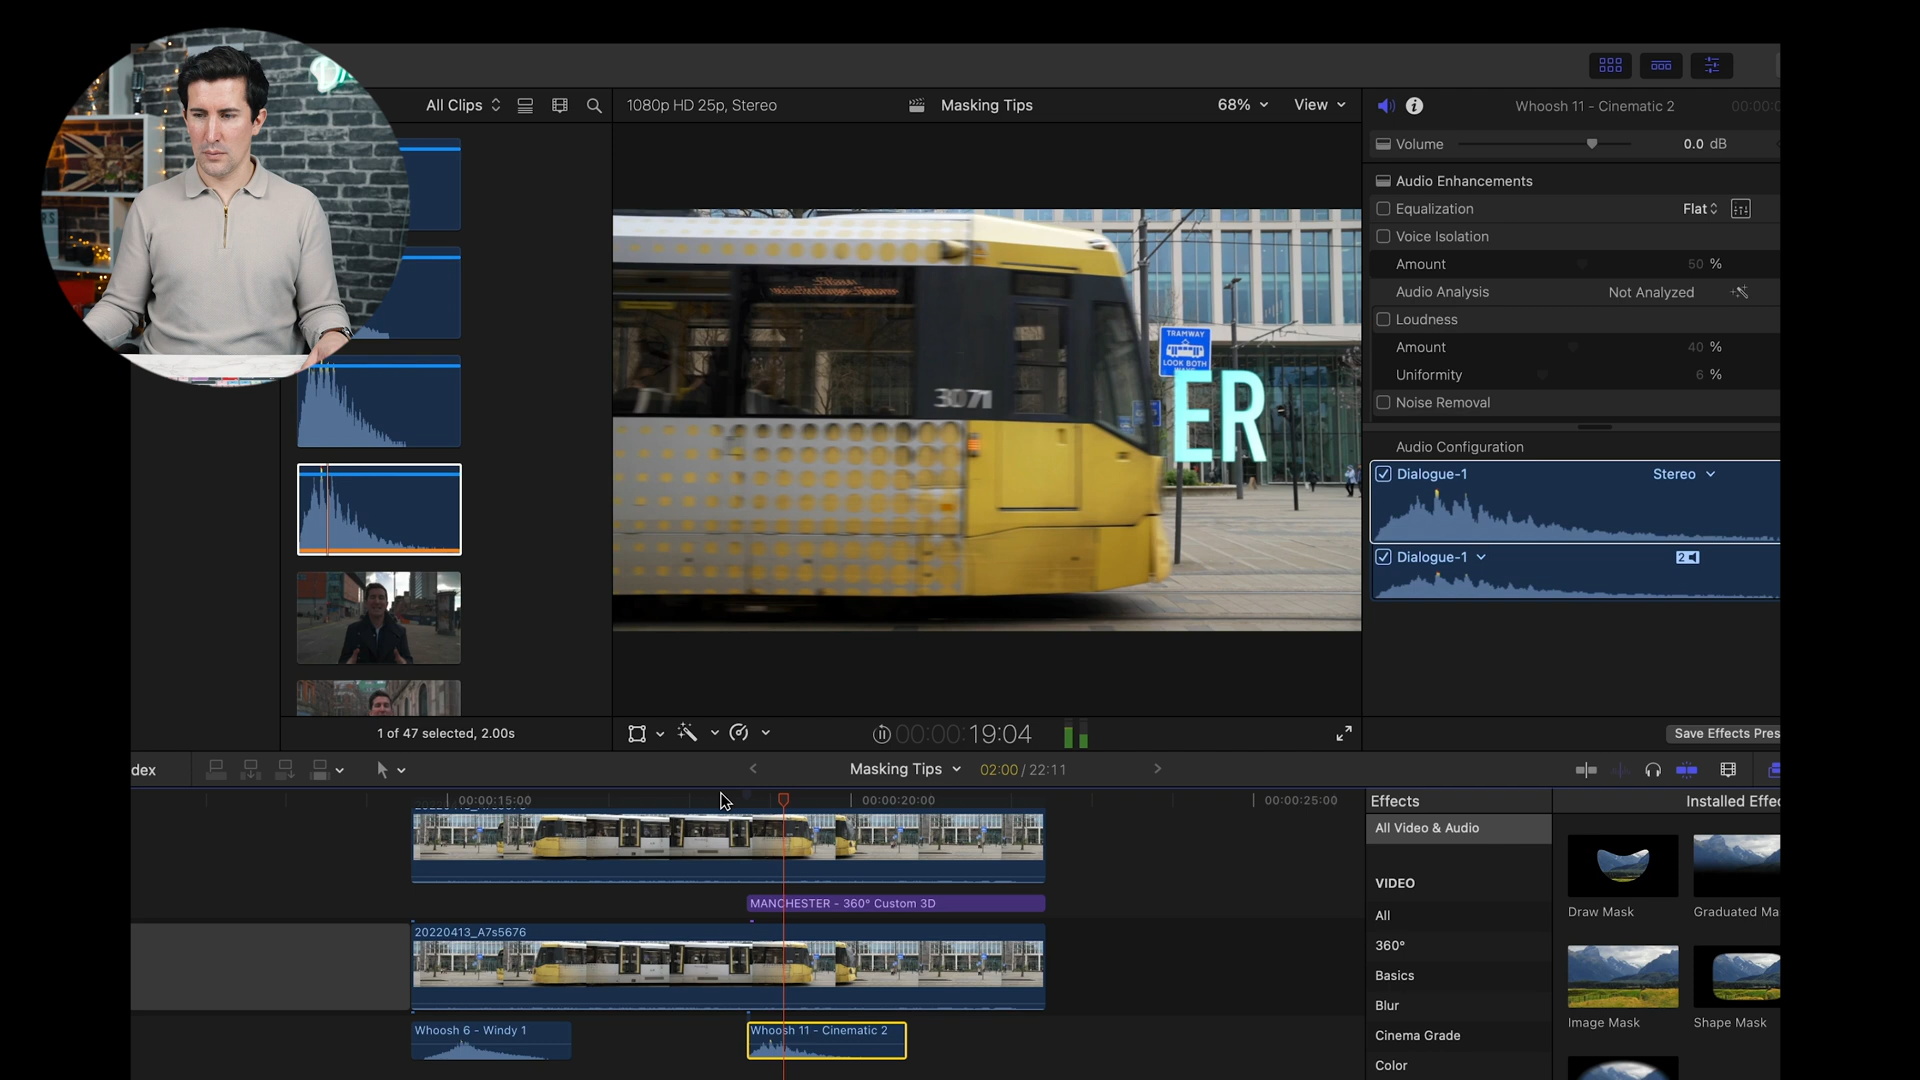 All Clips
1080p HD 25p, Stereo
Masking Tips
68%
View
Whoosh 11 - Cinematic 2
Volume
0.0 dB
Audio Enhancements
Equalization
Flat
Voice Isolation
Amount
50 %
Audio Analysis
Not Analyzed
Loudness
Amount
40 %
Uniformity
6 %
Noise Removal
Audio Configuration
Dialogue-1
Stereo
Dialogue-1
2
TRAMWAY
LOOK BOTH
3071
ER
1 of 47 selected, 2.00s
00:00:19:04
Save Effects Pres
dex
Masking Tips
02:00 / 22:11
00:00:15:00
00:00:20:00
00:00:25:00
MANCHESTER - 360° Custom 3D
20220413_A7s5676
Whoosh 6 - Windy 1
Whoosh 11 - Cinematic 2
Effects
Installed Effec
All Video & Audio
VIDEO
All
360°
Basics
Blur
Cinema Grade
Color
Draw Mask
Graduated Ma
Image Mask
Shape Mask